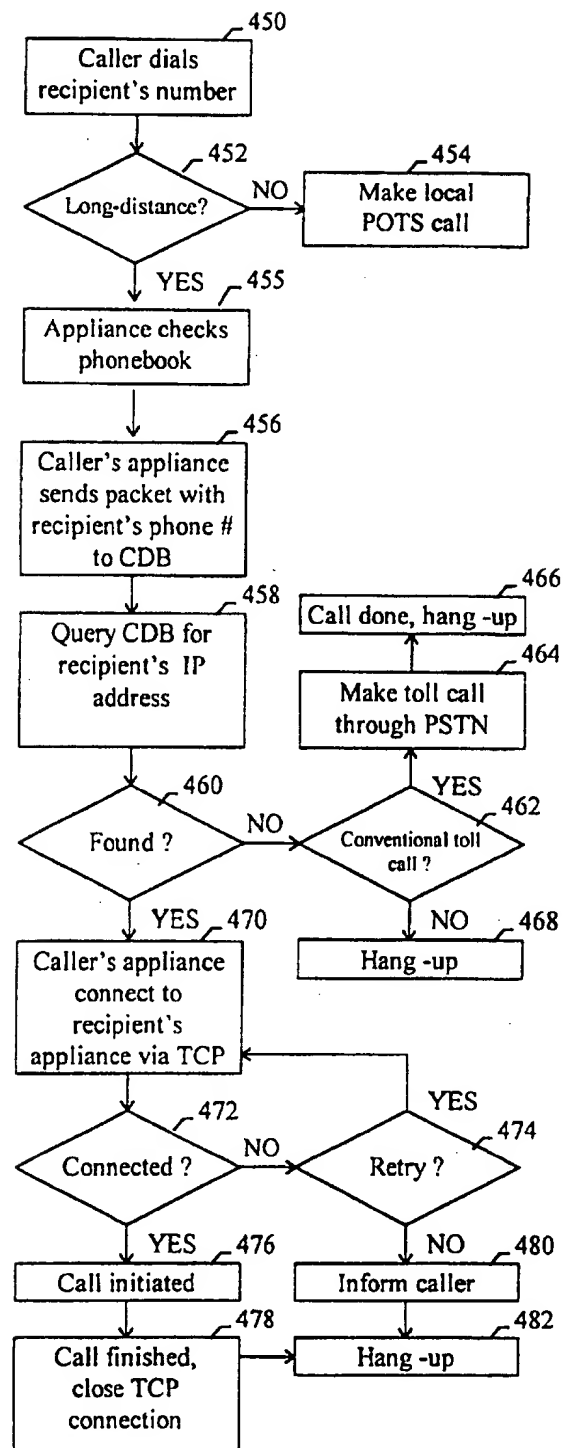 450
Caller dials
recipient's number
452
Long-distance?
NO
454
Make local
POTS call
YES
455
Appliance checks
phonebook
456
Caller's appliance
sends packet with
recipient's phone #
to CDB
458
Query CDB for
recipient's IP
address
466
Call done, hang -up
464
Make toll call
through PSTN
YES
460
Found ?
NO
462
Conventional toll
call ?
YES
470
NO
468
Hang -up
Caller's appliance
connect to
recipient's
appliance via TCP
YES
472
Connected ?
NO
474
Retry ?
YES
476
Call initiated
NO
480
Inform caller
478
Call finished,
close TCP
connection
482
Hang -up